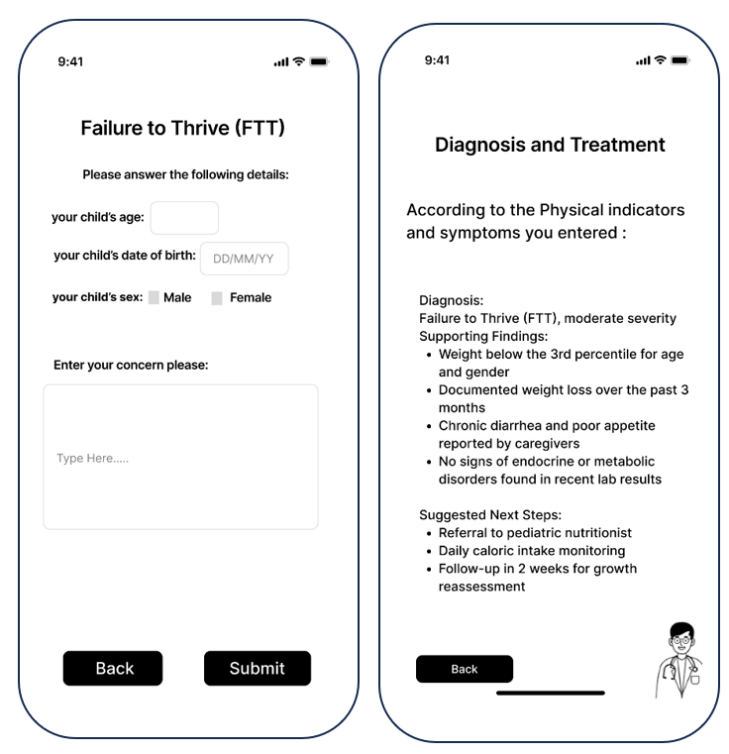 9:41
Failure to Thrive (FTT)
Please answer the following details:
your child's age:
your child's date of birth: DD/MM/YY
your child's sex: Male Female
Enter your concern please:
Type Here.....
Back Submit
9:41
Diagnosis and Treatment
According to the Physical indicators
and symptoms you entered :
Diagnosis:
Failure to Thrive (FTT), moderate severity
Supporting Findings:
• Weight below the 3rd percentile for age
and gender
• Documented weight loss over the past 3
months
• Chronic diarrhea and poor appetite
reported by caregivers
• No signs of endocrine or metabolic
disorders found in recent lab results
Suggested Next Steps:
• Referral to pediatric nutritionist
• Daily caloric intake monitoring
• Follow-up in 2 weeks for growth
reassessment
Back